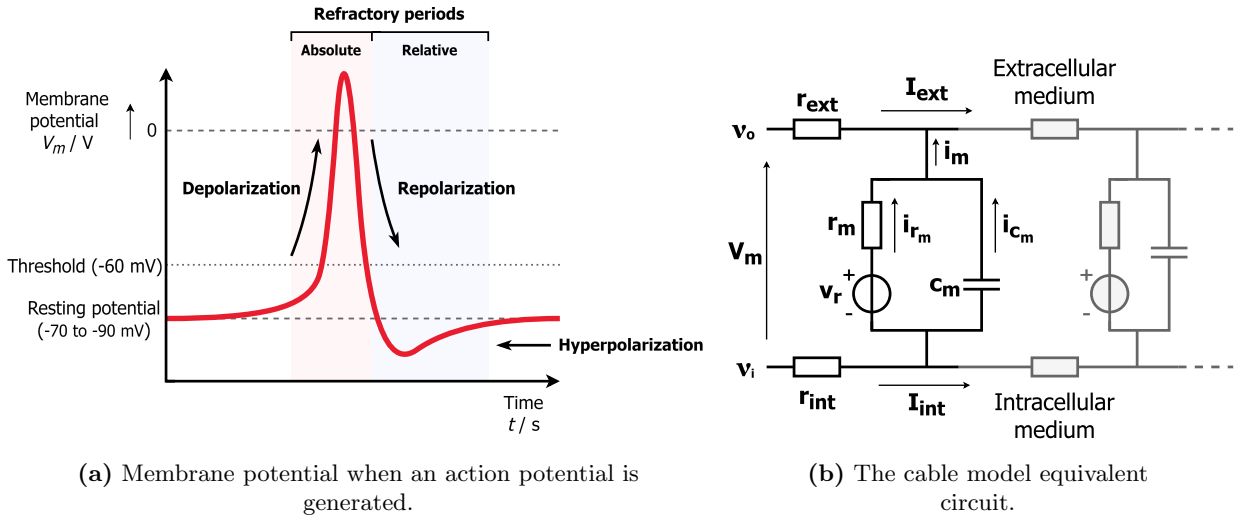 Refractory periods
Absolute
Relative
Membrane
potential
Vm / V
0
Depolarization
Repolarization
Threshold (-60 mV)
Resting potential
(-70 to -90 mV)
Hyperpolarization
Time
t / s
(a) Membrane potential when an action potential is
generated.
Extracellular
medium
Iext
rext
νo
im
rm
irm
icm
Vm
+
vr
-
cm
+
-
νi
rint
Iint
Intracellular
medium
(b) The cable model equivalent
circuit.